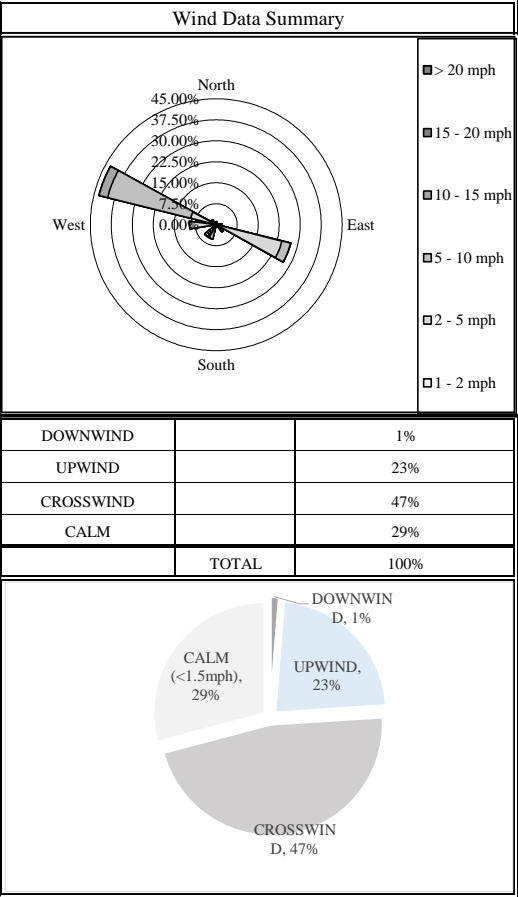 Wind Data Summary
North
45.00%
37.50%
30.00%
22.50%
15.00%
7.50%
0.00%
West
East
South
> 20 mph
15 - 20 mph
10 - 15 mph
5 - 10 mph
2 - 5 mph
1 - 2 mph
DOWNWIND 1%
UPWIND 23%
CROSSWIND 47%
CALM 29%
TOTAL 100%
DOWNWIN
D, 1%
UPWIND,
23%
CROSSWIN
D, 47%
CALM
(<1.5mph),
29%